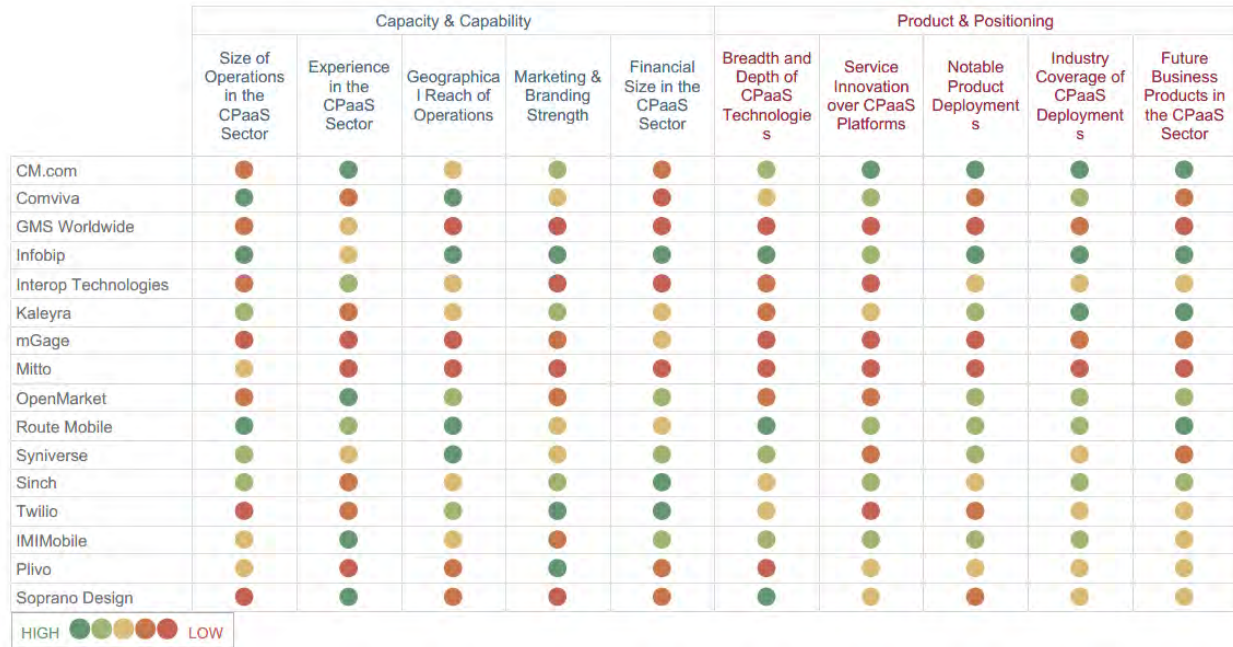 Capacity & Capability
Product & Positioning
Size of
Operations
in the
CPaaS
Sector
Experience
in the
CPaaS
Sector
Geographica
l Reach of
Operations
Marketing &
Branding
Strength
Financial
Size in the
CPaaS
Sector
Breadth and
Depth of
CPaaS
Technologie
s
Service
Innovation
over CPaaS
Platforms
Notable
Product
Deployment
s
Industry
Coverage of
CPaaS
Deployment
s
Future
Business
Products in
the CPaaS
Sector
CM.com
Comviva
GMS Worldwide
Infobip
Interop Technologies
Kaleyra
mGage
Mitto
OpenMarket
Route Mobile
Syniverse
Sinch
Twilio
IMIMobile
Plivo
Soprano Design
HIGH LOW